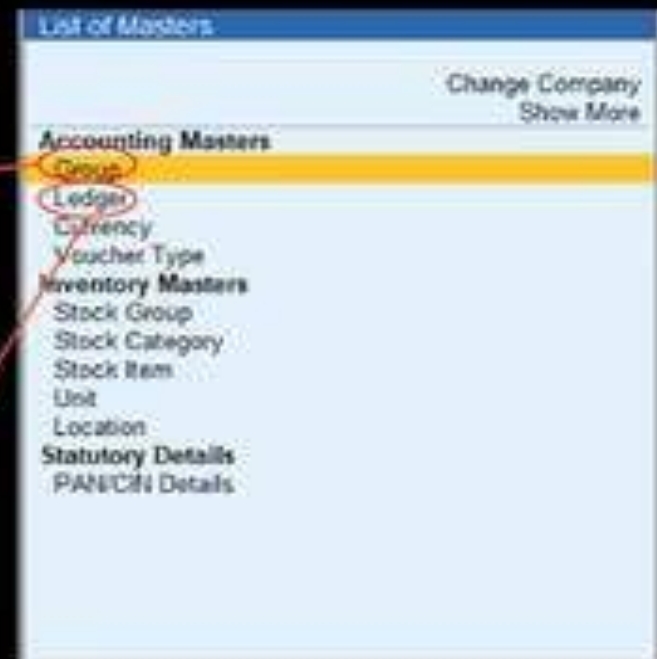 List of Masters
Change Company
Show More
Accounting Masters
Group
Ledger
Currency
Voucher Type
Inventory Masters
Stock Group
Stock Category
Stock Item
Unit
Location
Statutory Details
PAN/CIN Details